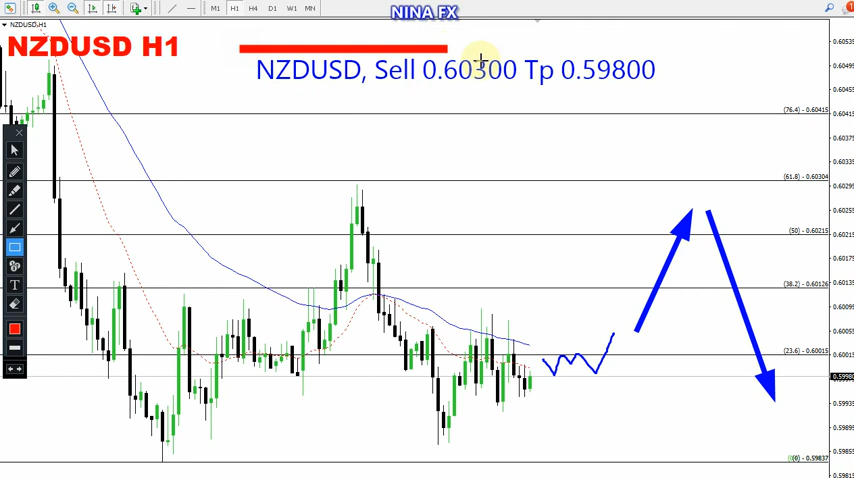 M1 H1 H4 D1 W1 MN
NINA FX
NZDUSD,H1
NZDUSD H1
NZDUSD, Sell 0.60300 Tp 0.59800
0.60535
0.60495
0.60455
(76.4) - 0.60415
0.60415
0.60375
0.60335
(61.8) - 0.60304
0.60295
0.60255
(50) - 0.60215
0.60215
0.60175
0.60135
(38.2) - 0.60126
0.60095
0.60055
(23.6) - 0.60015
0.60015
0.59980
0.59935
0.59895
0.59855
(0) - 0.59837
T